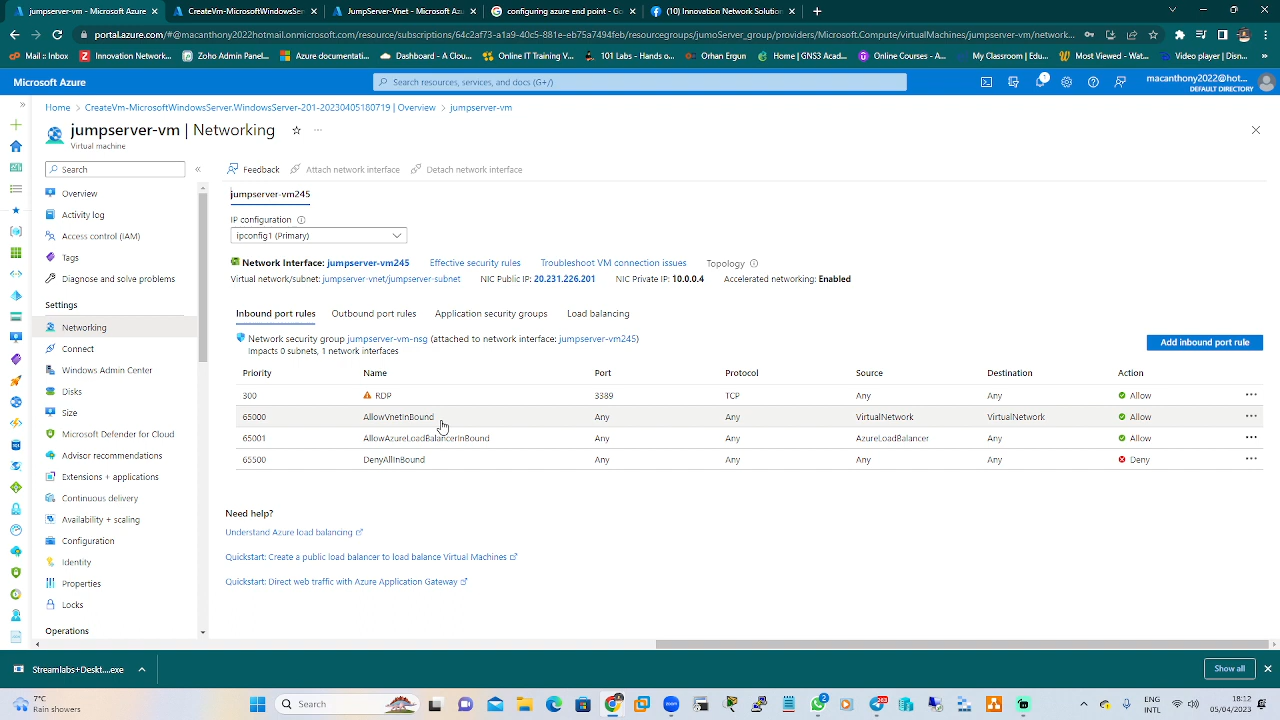 jumpserver-vm - Microsoft Azure
CreateVm-MicrosoftWindowsServer
JumpServer-Vnet - Microsoft Az
configuring azure end point - Go
(10) Innovation Network Solution
portal.azure.com/#@macanthony2022hotmail.onmicrosoft.com/resource/subscriptions/64c2af73-a1a9-40c5-881e-eb75a7494feb/resourcegroups/jumoServer_group/providers/Microsoft.Compute/virtualMachines/jumpserver-vm/network...
Mail :: Inbox
Innovation Network...
Zoho Admin Panel -...
Azure documentati...
Dashboard - A Clou...
Online IT Training V...
101 Labs - Hands o...
Orhan Ergun
Home | GNS3 Acad...
Online Courses - A...
My Classroom | Edu...
Most Viewed - Wat...
Video player | Disn...
Microsoft Azure
Search resources, services, and docs (G+/)
1
macanthony2022@hot...
DEFAULT DIRECTORY
Home > CreateVm-MicrosoftWindowsServer.WindowsServer-201-20230405180719 | Overview > jumpserver-vm
jumpserver-vm | Networking
Virtual machine
Search
Overview
Activity log
Access control (IAM)
Tags
Diagnose and solve problems
Settings
Networking
Connect
Windows Admin Center
Disks
Size
Microsoft Defender for Cloud
Advisor recommendations
Extensions + applications
Continuous delivery
Availability + scaling
Configuration
Identity
Properties
Locks
Operations
Feedback
Attach network interface
Detach network interface
jumpserver-vm245
IP configuration
ipconfig1 (Primary)
Network Interface: jumpserver-vm245
Effective security rules
Troubleshoot VM connection issues
Topology
Virtual network/subnet: jumpserver-vnet/jumpserver-subnet
NIC Public IP: 20.231.226.201
NIC Private IP: 10.0.0.4
Accelerated networking: Enabled
Inbound port rules
Outbound port rules
Application security groups
Load balancing
Network security group jumpserver-vm-nsg (attached to network interface: jumpserver-vm245)
Impacts 0 subnets, 1 network interfaces
Add inbound port rule
Priority Name Port Protocol Source Destination Action
300 RDP 3389 TCP Any Any Allow
65000 AllowVnetInBound Any Any VirtualNetwork VirtualNetwork Allow
65001 AllowAzureLoadBalancerInBound Any Any AzureLoadBalancer Any Allow
65500 DenyAllInBound Any Any Any Any Deny
Need help?
Understand Azure load balancing
Quickstart: Create a public load balancer to load balance Virtual Machines
Quickstart: Direct web traffic with Azure Application Gateway
Streamlabs+Deskt....exe
Show all
7°C
Rain showers
Search
2
ENG
INTL
18:12
05/04/2023